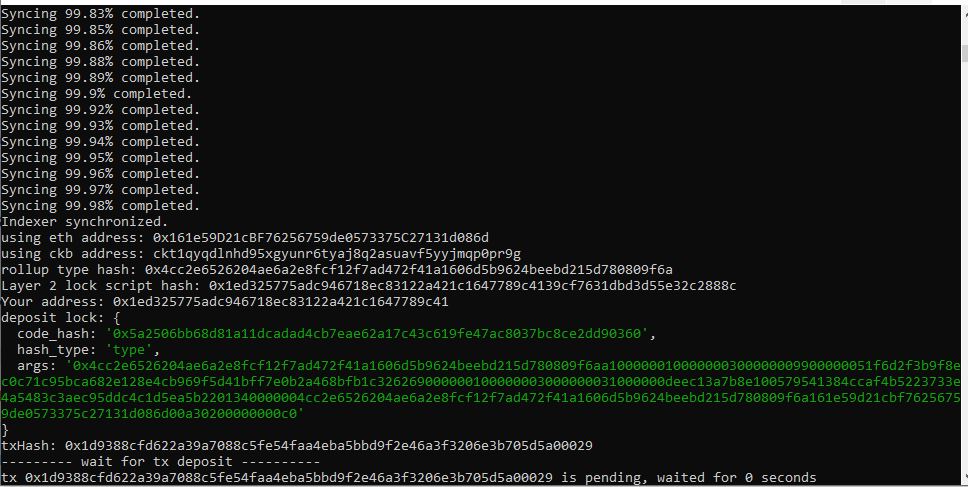 Syncing 99.83% completed.
Syncing 99.85% completed.
Syncing 99.86% completed.
Syncing 99.88% completed.
Syncing 99.89% completed.
Syncing 99.9% completed.
Syncing 99.92% completed.
Syncing 99.93% completed.
Syncing 99.94% completed.
Syncing 99.95% completed.
Syncing 99.96% completed.
Syncing 99.97% completed.
Syncing 99.98% completed.
Indexer synchronized.
using eth address: 0x161e59D21cBF76256759de0573375C27131d086d
using ckb address: ckt1qyqdlnhd95xgyunr6tyaj8q2asuavf5yyjmqp0pr9g
rollup type hash: 0x4cc2e6526204ae6a2e8fcf12f7ad472f41a1606d5b9624beebd215d780809f6a
Layer 2 lock script hash: 0x1ed325775adc946718ec83122a421c1647789c4139cf7631dbd3d55e32c2888c
Your address: 0x1ed325775adc946718ec83122a421c1647789c41
deposit lock: {
  code_hash: '0x5a2506bb68d81a11dcadad4cb7eae62a17c43c619fe47ac8037bc8ce2dd90360',
  hash_type: 'type',
  args: '0x4cc2e6526204ae6a2e8fcf12f7ad472f41a1606d5b9624beebd215d780809f6aa1000000100000003000000099000000051f6d2f3b9f8e
c0c71c95bca682e128e4cb969f5d41bff7e0b2a468bfb1c3262690000001000000030000000310000000deec13a7b8e100579541384ccaf4b5223733e
4a5483c3aec95ddc4c1d5ea5b2201340000004cc2e6526204ae6a2e8fcf12f7ad472f41a1606d5b9624beebd215d780809f6a161e59d21cbf7625675
9de0573375c27131d086d00a30200000000c0'
}
txHash: 0x1d9388cfd622a39a7088c5fe54faa4eba5bbd9f2e46a3f3206e3b705d5a00029
--------- wait for tx deposit ----------
tx 0x1d9388cfd622a39a7088c5fe54faa4eba5bbd9f2e46a3f3206e3b705d5a00029 is pending, waited for 0 seconds